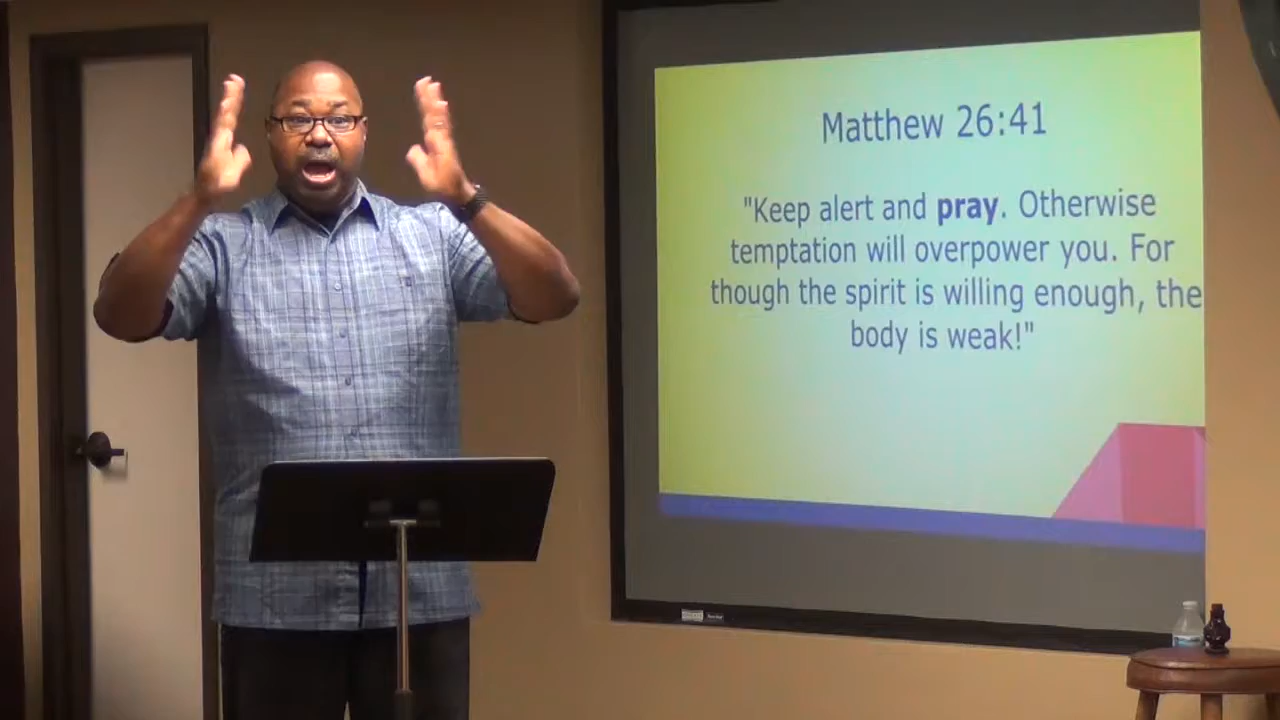 Matthew 26:41
"Keep alert and pray. Otherwise
temptation will overpower you. For
though the spirit is willing enough, the
body is weak!"